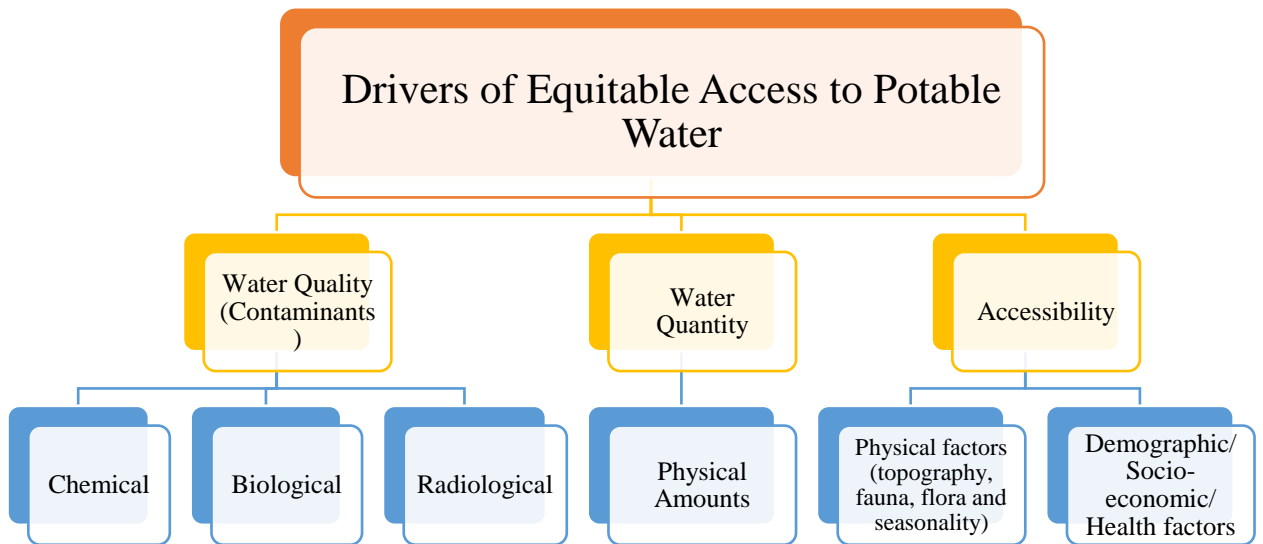 Drivers of Equitable Access to Potable
Water
Water Quality
(Contaminants
)
Water
Quantity
Accessibility
Chemical
Biological
Radiological
Physical
Amounts
Physical factors
(topography,
fauna, flora and
seasonality)
Demographic/
Socio-
economic/
Health factors